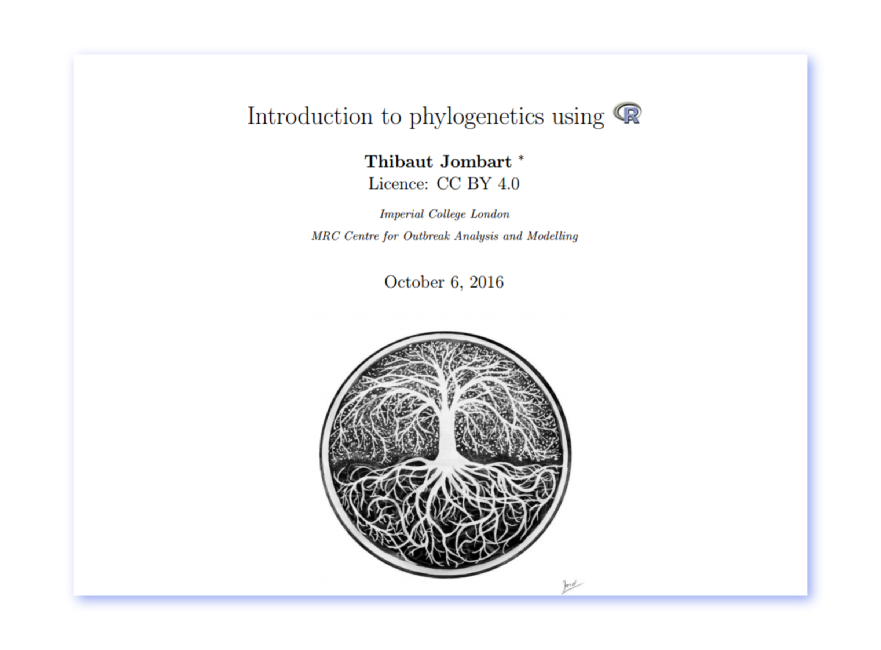 Introduction to phylogenetics using R
Thibaut Jombart *
Licence: CC BY 4.0
Imperial College London
MRC Centre for Outbreak Analysis and Modelling
October 6, 2016